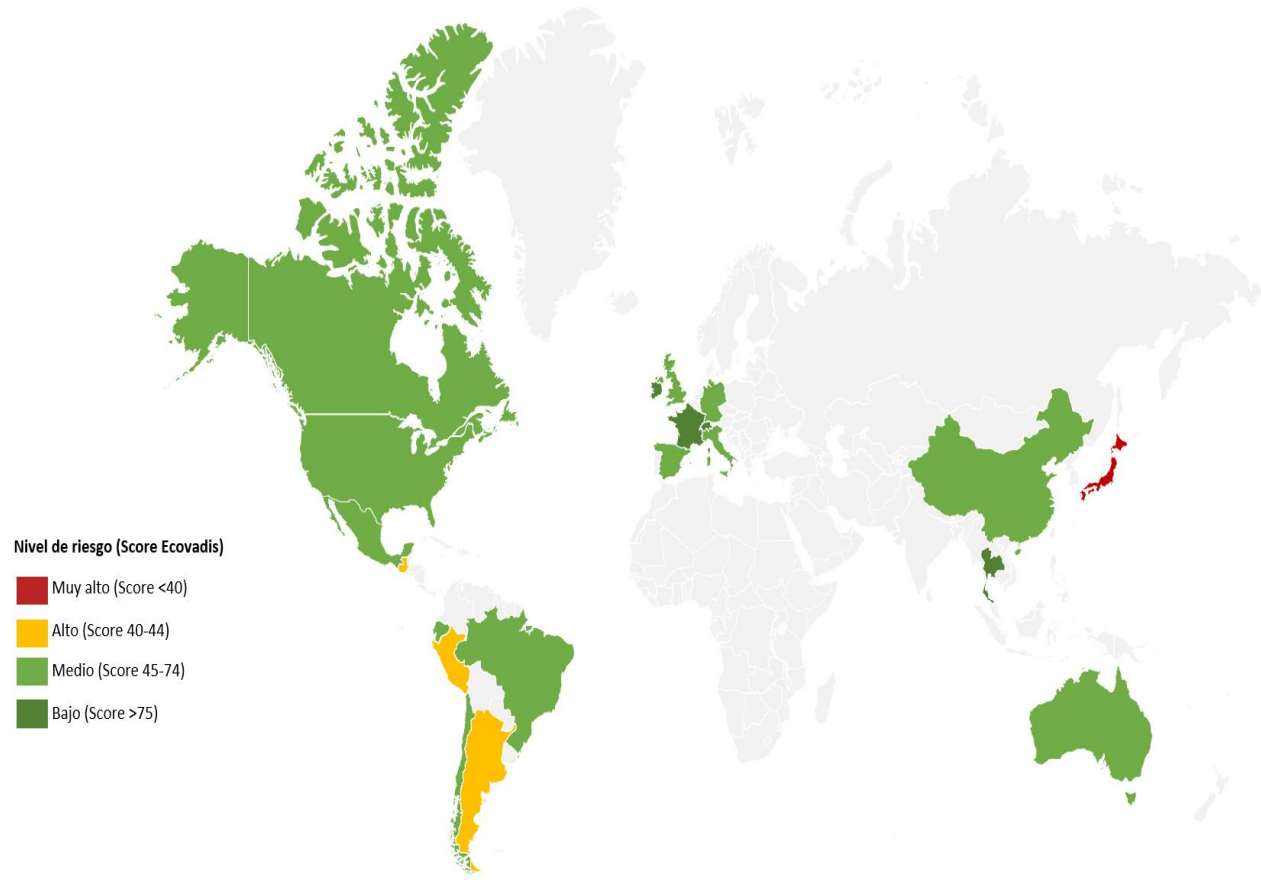 Nivel de riesgo (Score Ecovadis)
Muy alto (Score <40)
Alto (Score 40-44)
Medio (Score 45-74)
Bajo (Score >75)